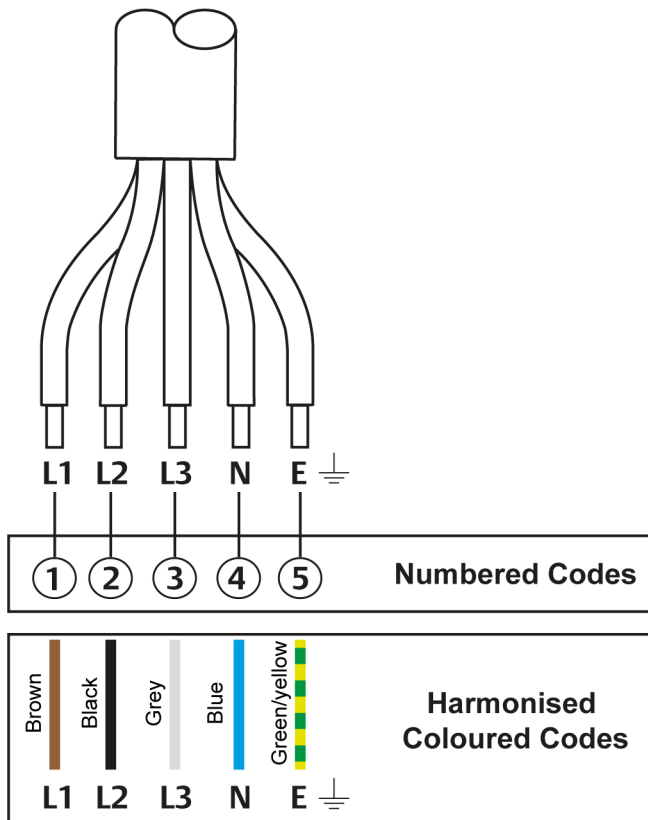 L1 L2 L3 N E
1 2 3 4 5 Numbered Codes
Brown
Black
Grey
Blue
Green/yellow
Harmonised
Coloured Codes
L1 L2 L3 N E